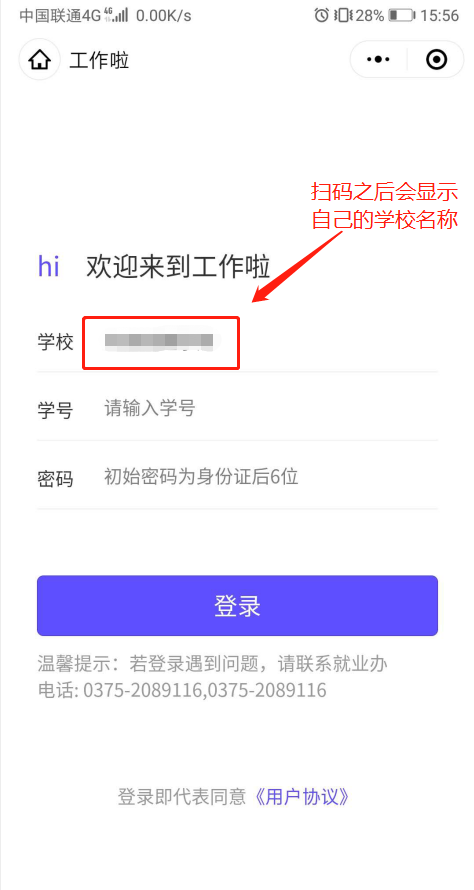 中国联通4G 4G 0.00K/s 28% 15:56
工作啦
扫码之后会显示
自己的学校名称
hi 欢迎来到工作啦
学校
学号 请输入学号
密码 初始密码为身份证后6位
登录
温馨提示：若登录遇到问题，请联系就业办
电话: 0375-2089116,0375-2089116
登录即代表同意《用户协议》